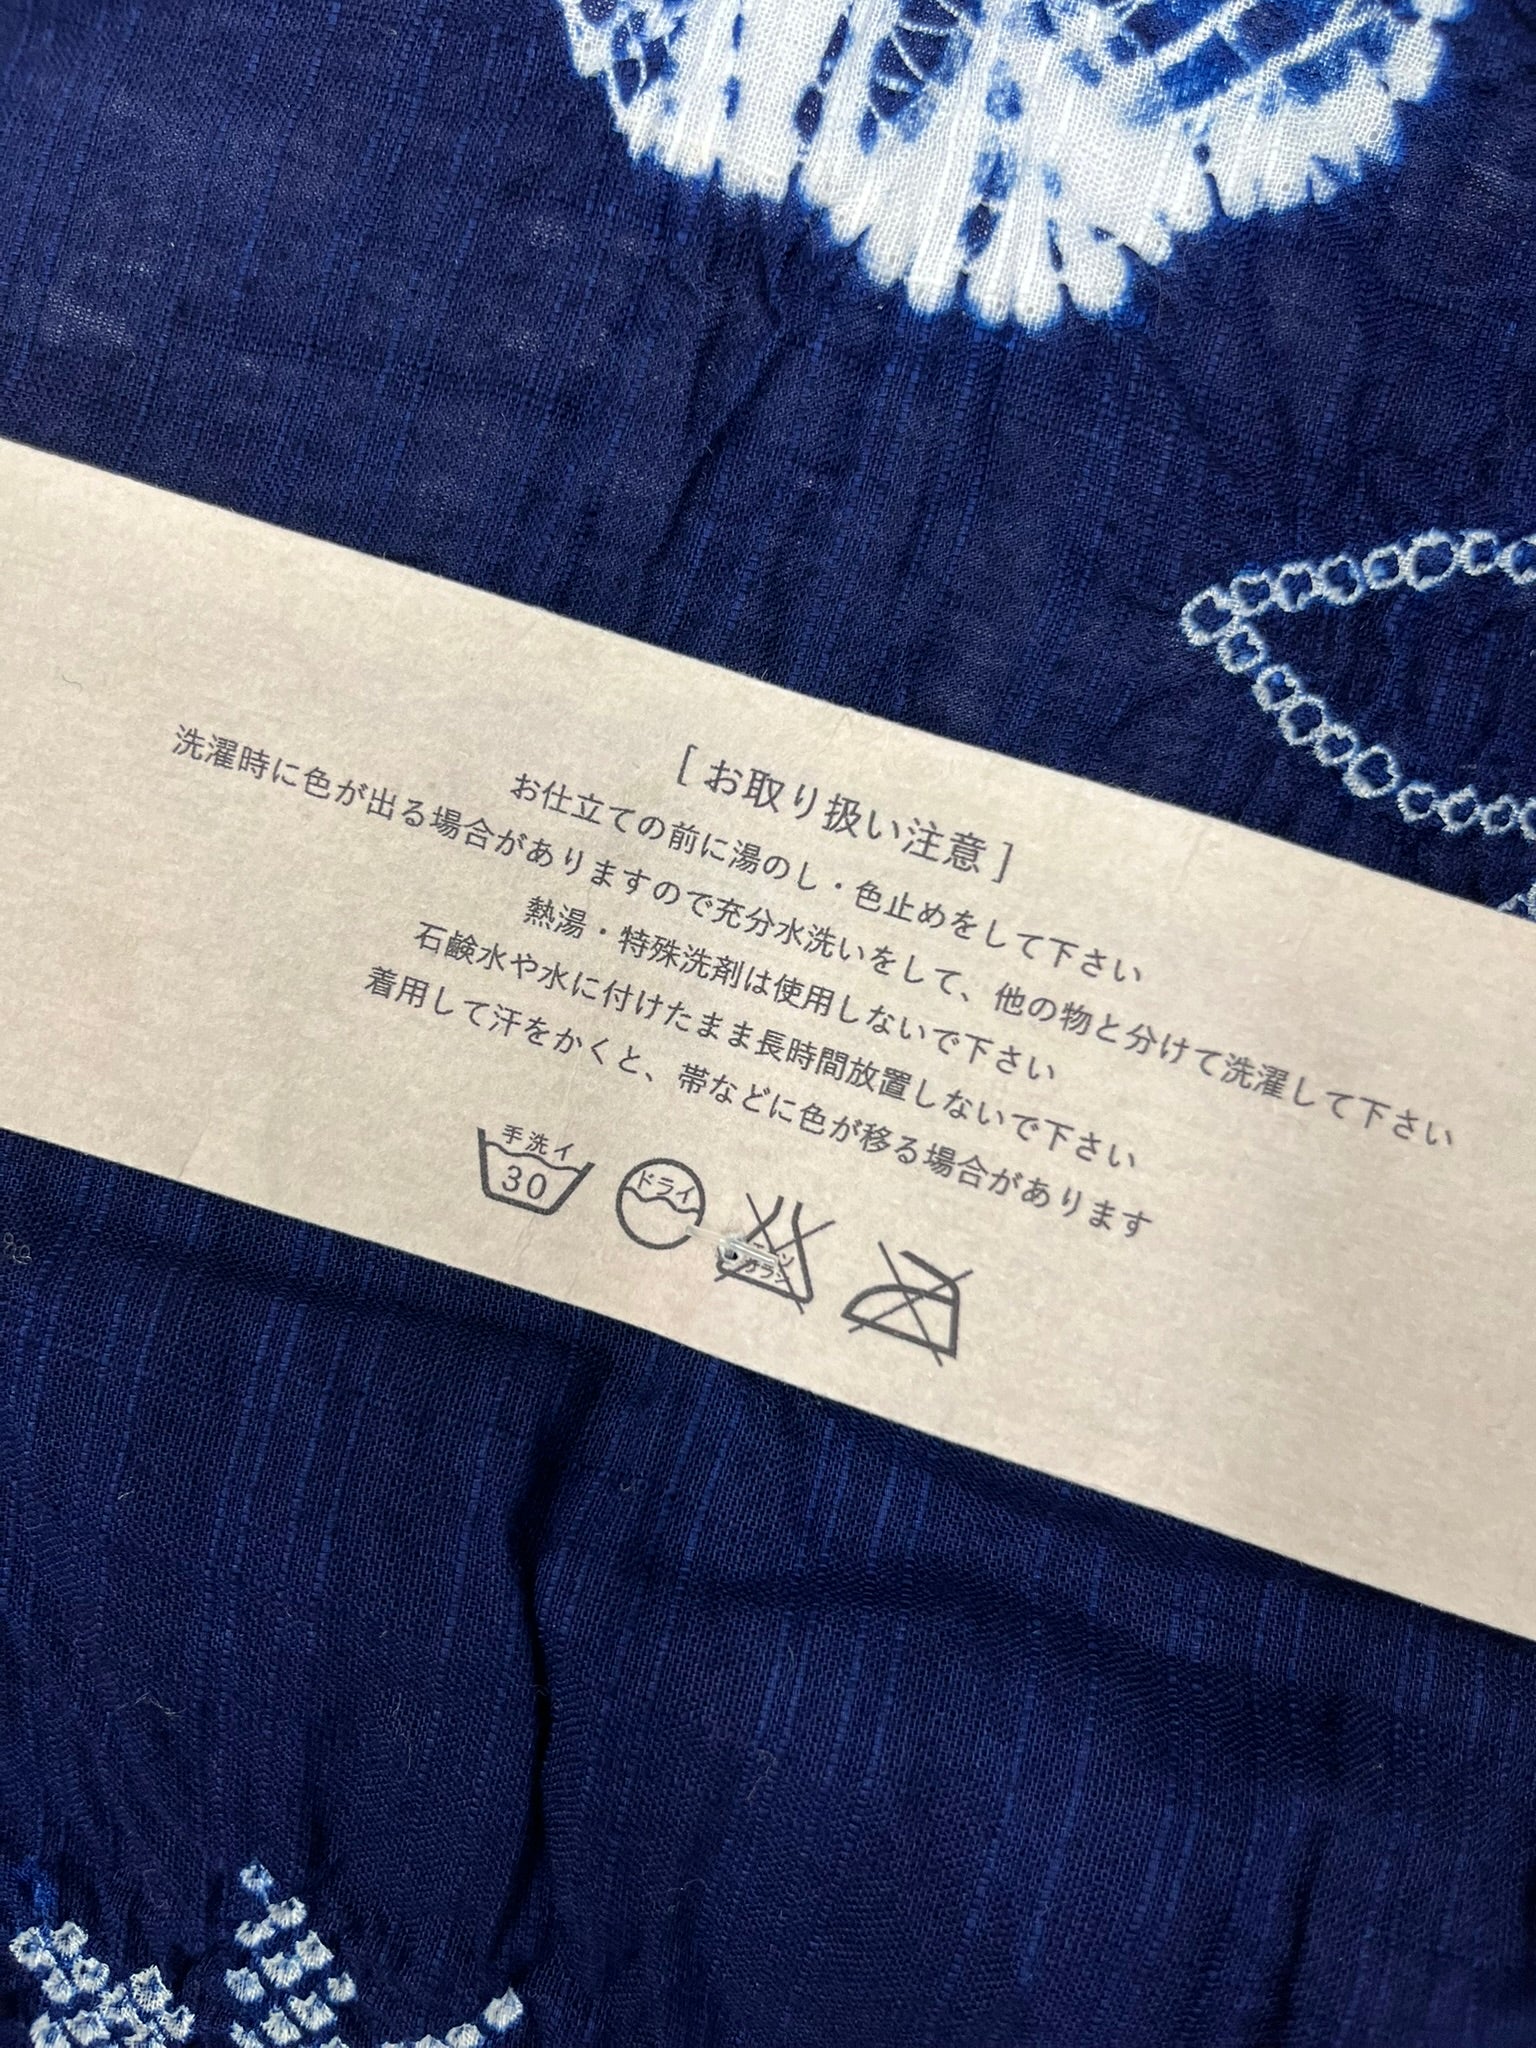 [ お取り扱い注意 ]
お仕立ての前に湯のし・色止めをして下さい
洗濯時に色が出る場合がありますので充分水洗いをして、他の物と分けて洗濯して下さい
熱湯・特殊洗剤は使用しないで下さい
石鹸水や水に付けたまま長時間放置しないで下さい
着用して汗をかくと、帯などに色が移る場合があります
手洗イ
30
ドライ